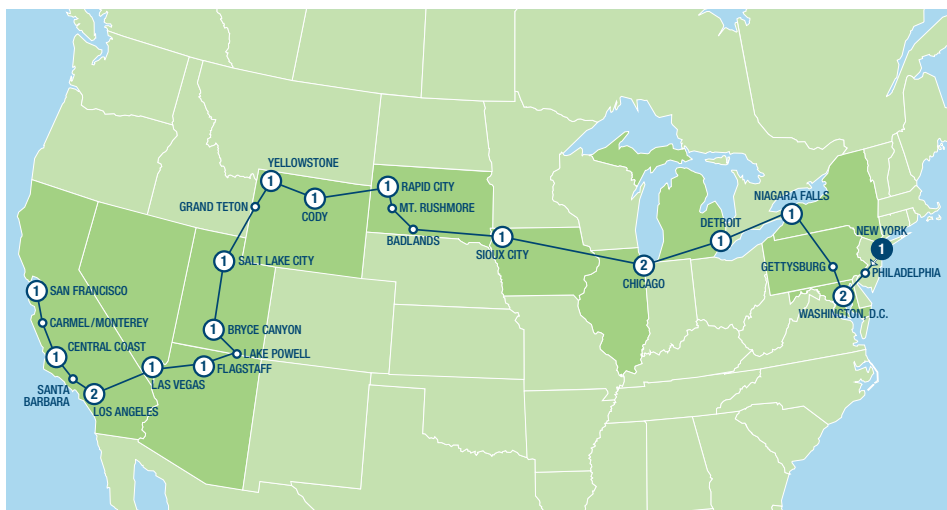 YELLOWSTONE
1
1
CODY
1
RAPID CITY
MT. RUSHMORE
GRAND TETON
BADLANDS
1
SIOUX CITY
NIAGARA FALLS
1
DETROIT
1
NEW YORK
1
2
CHICAGO
GETTYSBURG
PHILADELPHIA
2
WASHINGTON, D.C.
1
SALT LAKE CITY
1
SAN FRANCISCO
CARMEL/MONTEREY
1
BRYCE CANYON
LAKE POWELL
1
CENTRAL COAST
1
FLAGSTAFF
1
LAS VEGAS
SANTA
BARBARA
2
LOS ANGELES